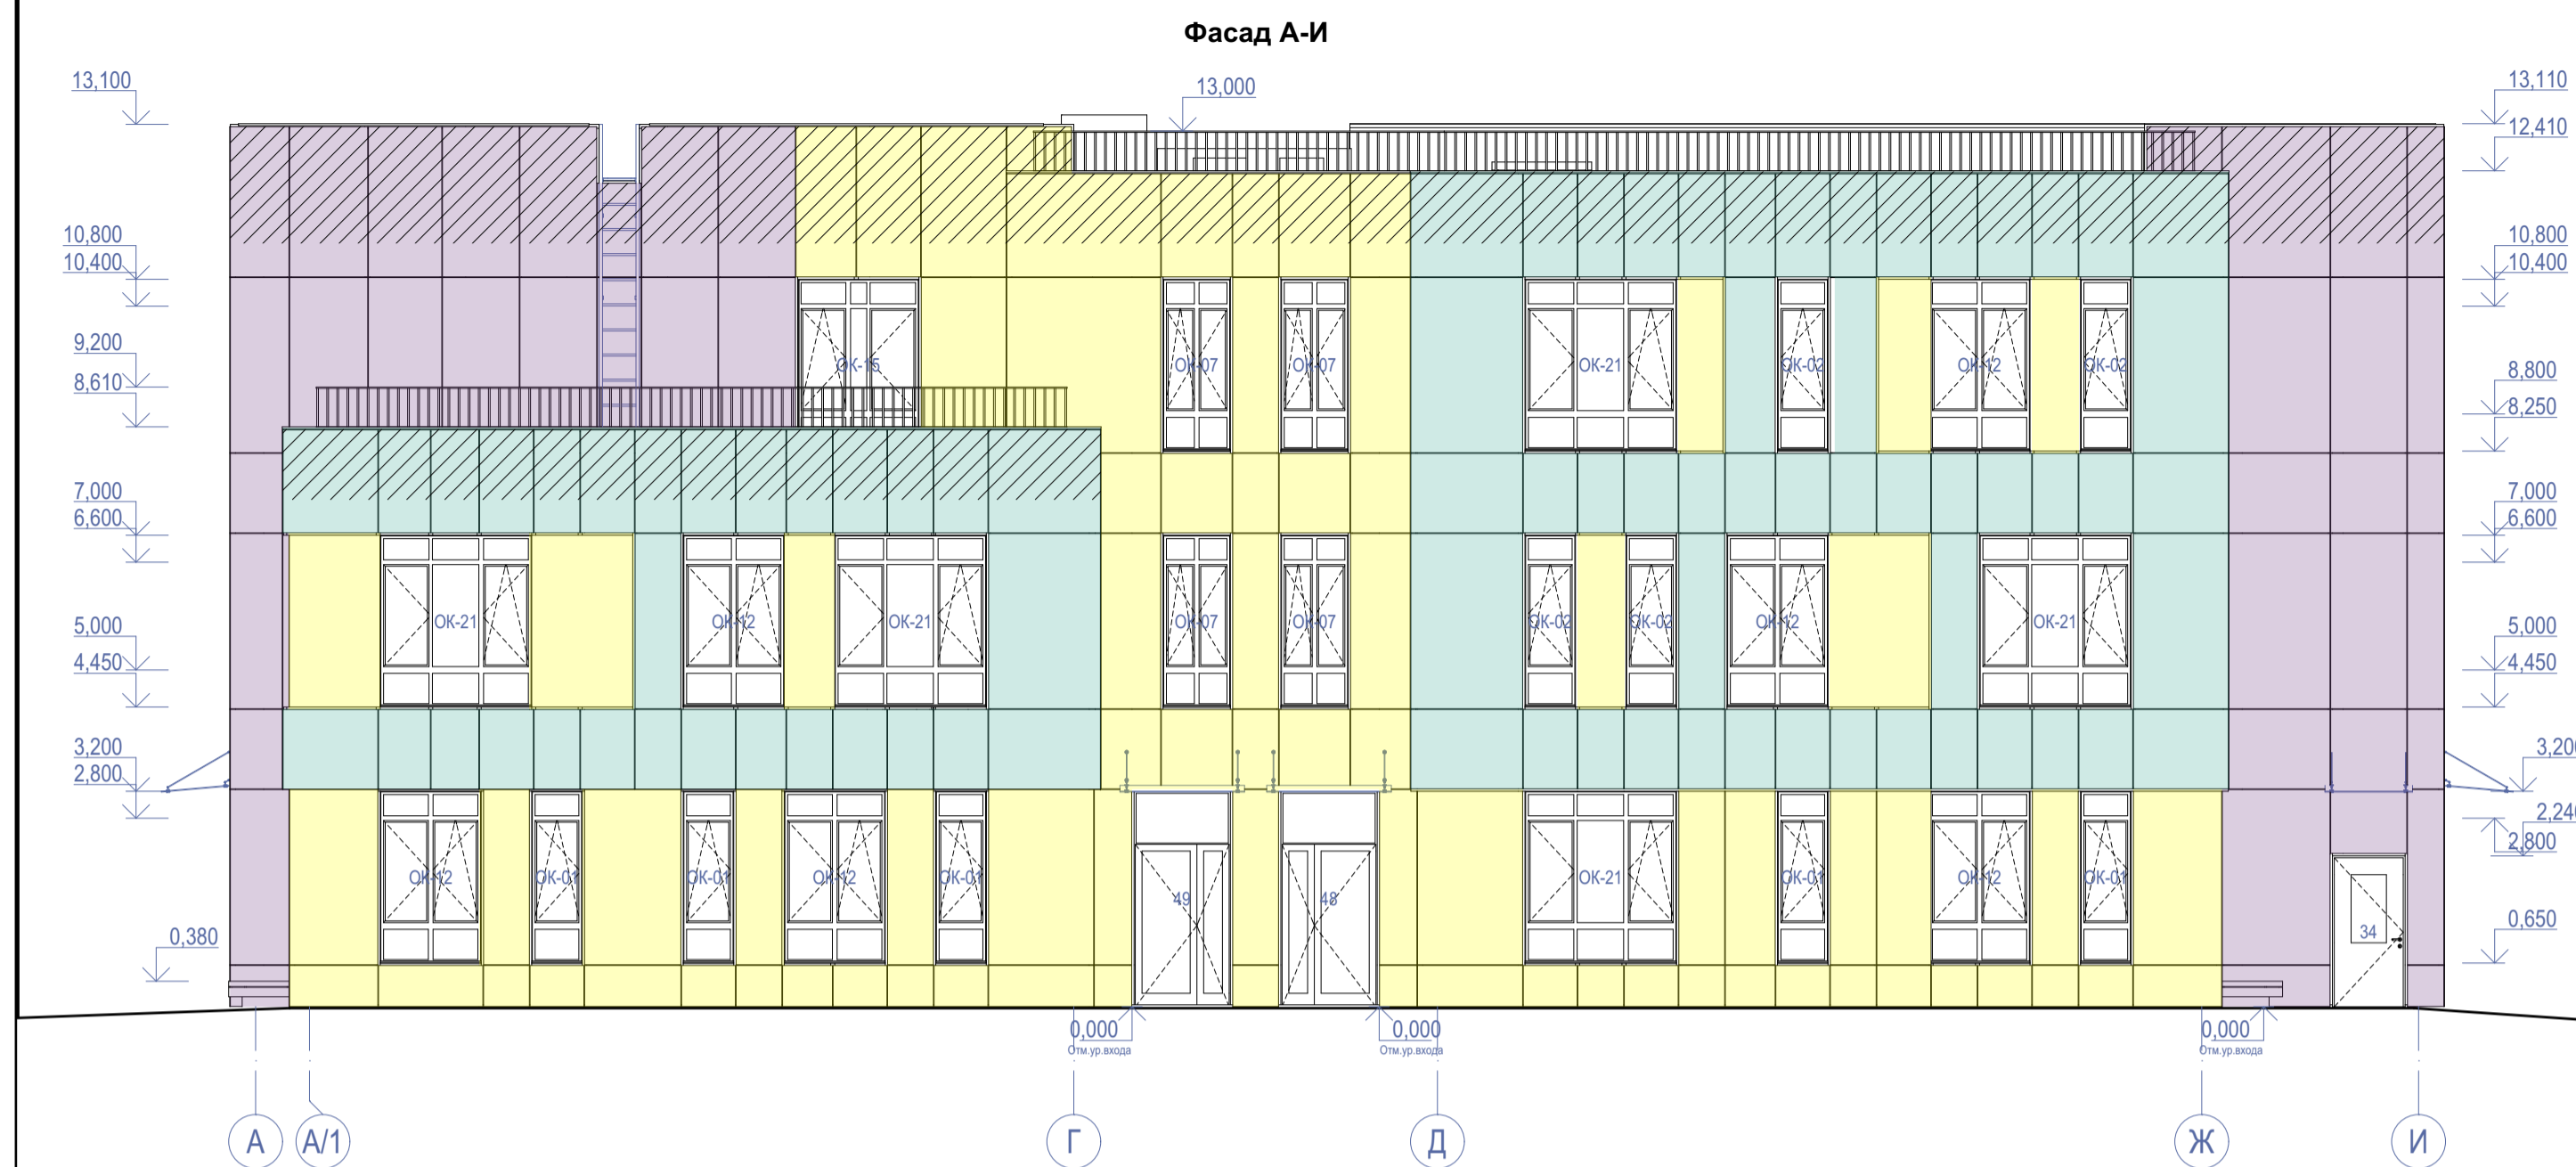 Фасад А-И
13,100
13,000
13,110
12,410
10,800
10,400
10,800
10,400
9,200
8,610
ОК-15
ОК-07
ОК-07
ОК-21
ОК-02
ОК-12
ОК-02
8,800
8,250
7,000
6,600
7,000
6,600
5,000
4,450
ОК-21
ОК-12
ОК-21
ОК-07
ОК-07
ОК-02
ОК-02
ОК-12
ОК-21
5,000
4,450
3,200
2,800
3,200
2,240
2,800
ОК-12
ОК-01
ОК-01
ОК-12
ОК-01
49
48
ОК-21
ОК-01
ОК-12
ОК-01
34
0,380
0,650
0,000
Отм.ур.входа
0,000
Отм.ур.входа
0,000
Отм.ур.входа
А
А/1
Г
Д
Ж
И